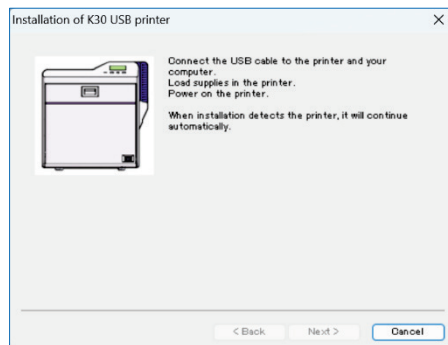 Installation of K30 USB printer
Connect the USB cable to the printer and your
computer.
Load supplies in the printer.
Power on the printer.
When installation detects the printer, it will continue
automatically.
< Back
Next >
Cancel